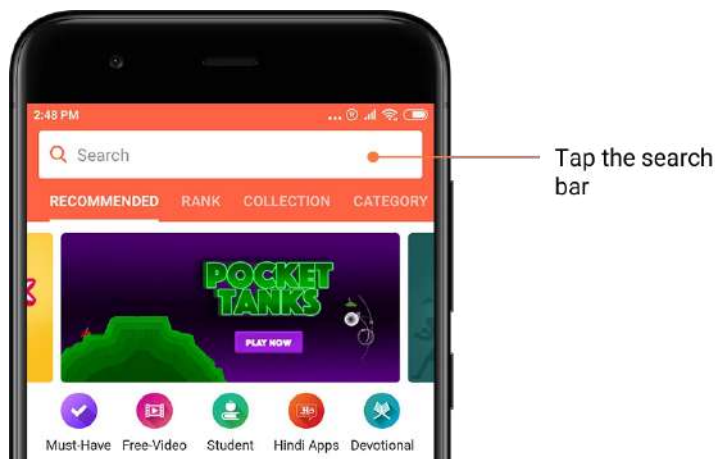 2:48 PM
Search
Tap the search
bar
RECOMMENDED RANK COLLECTION CATEGORY
POCKET
TANKS
PLAY NOW
Must-Have Free-Video Student Hindi Apps Devotional